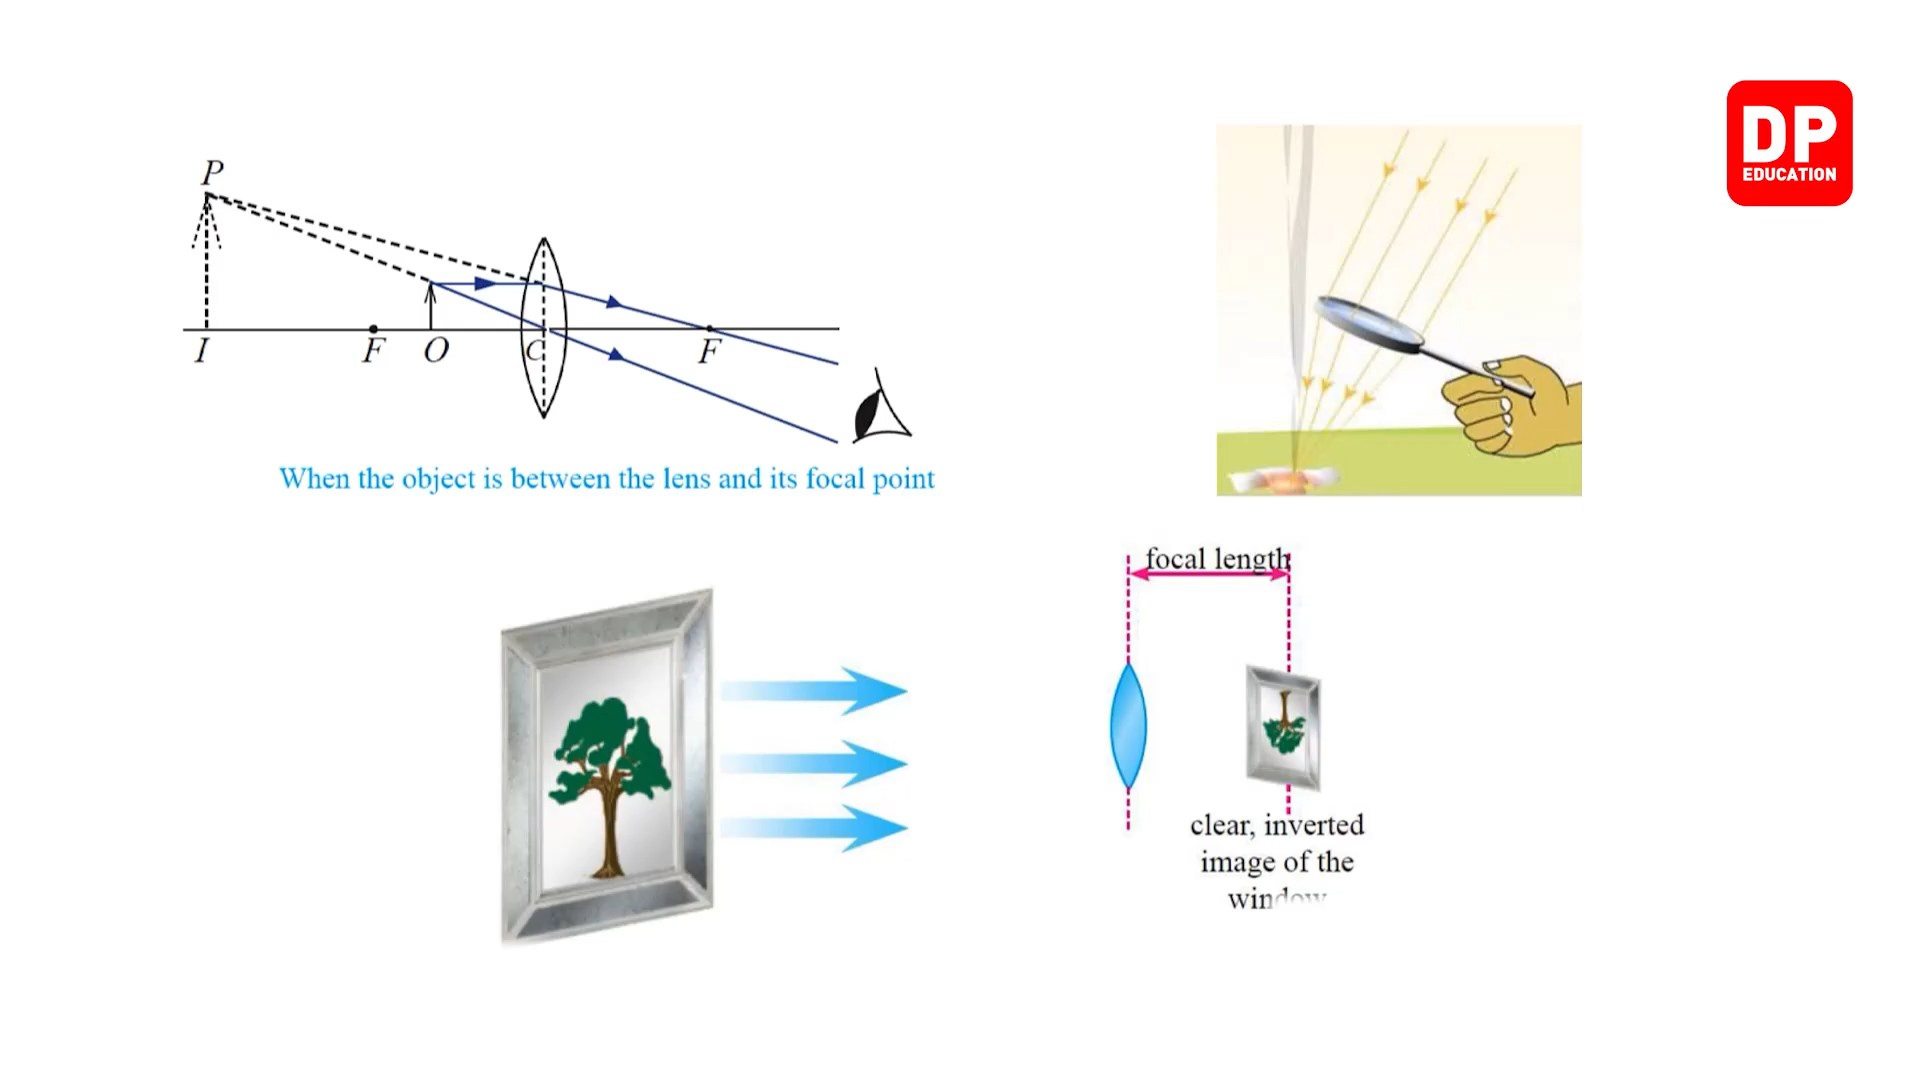 DP
EDUCATION
P
I
F
O
C
F
When the object is between the lens and its focal point
focal length
clear, inverted
image of the
window